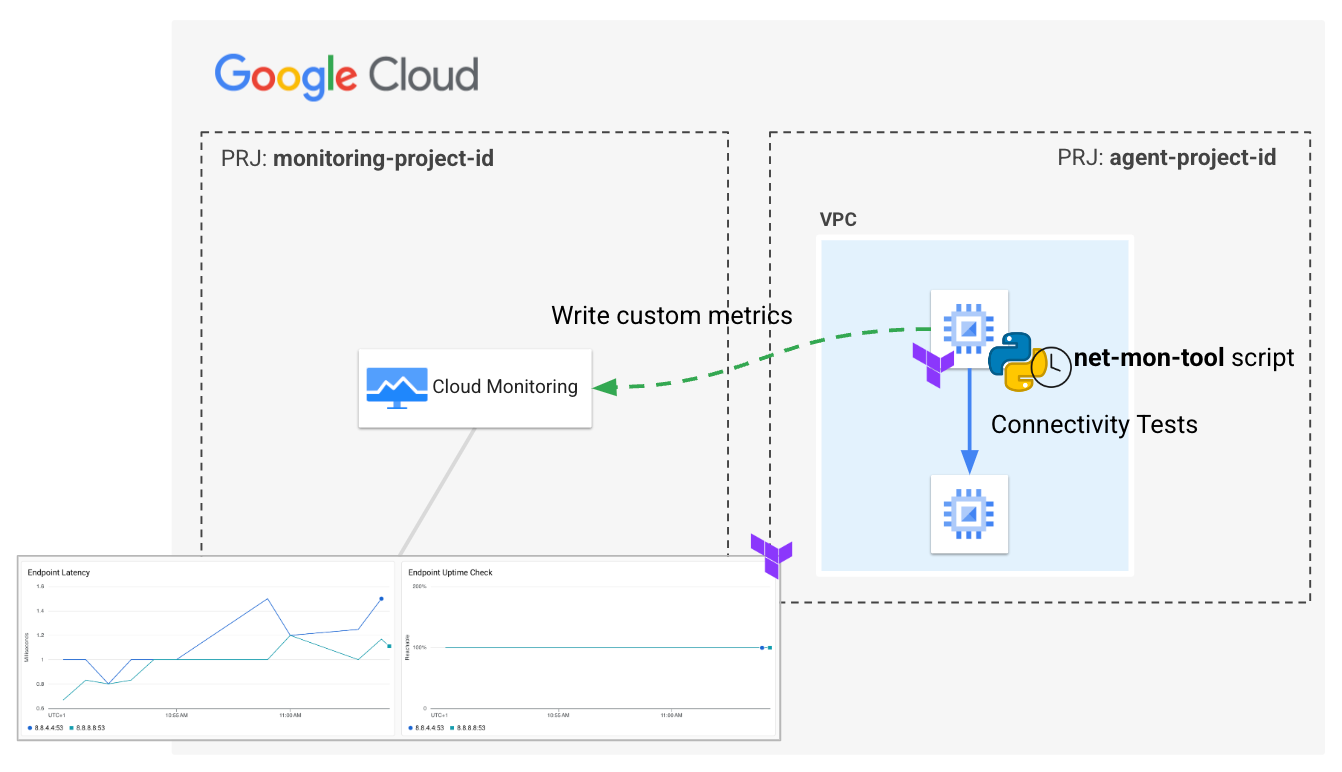 Google Cloud
PRJ: monitoring-project-id
PRJ: agent-project-id
VPC
Write custom metrics
net-mon-tool script
Cloud Monitoring
Connectivity Tests
Endpoint Latency
1.6
1.4
1.2
1
0.8
0.6
Milliseconds
UTC+1
10:55 AM
11:00 AM
8.8.4.4:53
8.8.8.8:53
Endpoint Uptime Check
200%
100%
0
Reachable
UTC+1
10:55 AM
11:00 AM
8.8.4.4:53
8.8.8.8:53